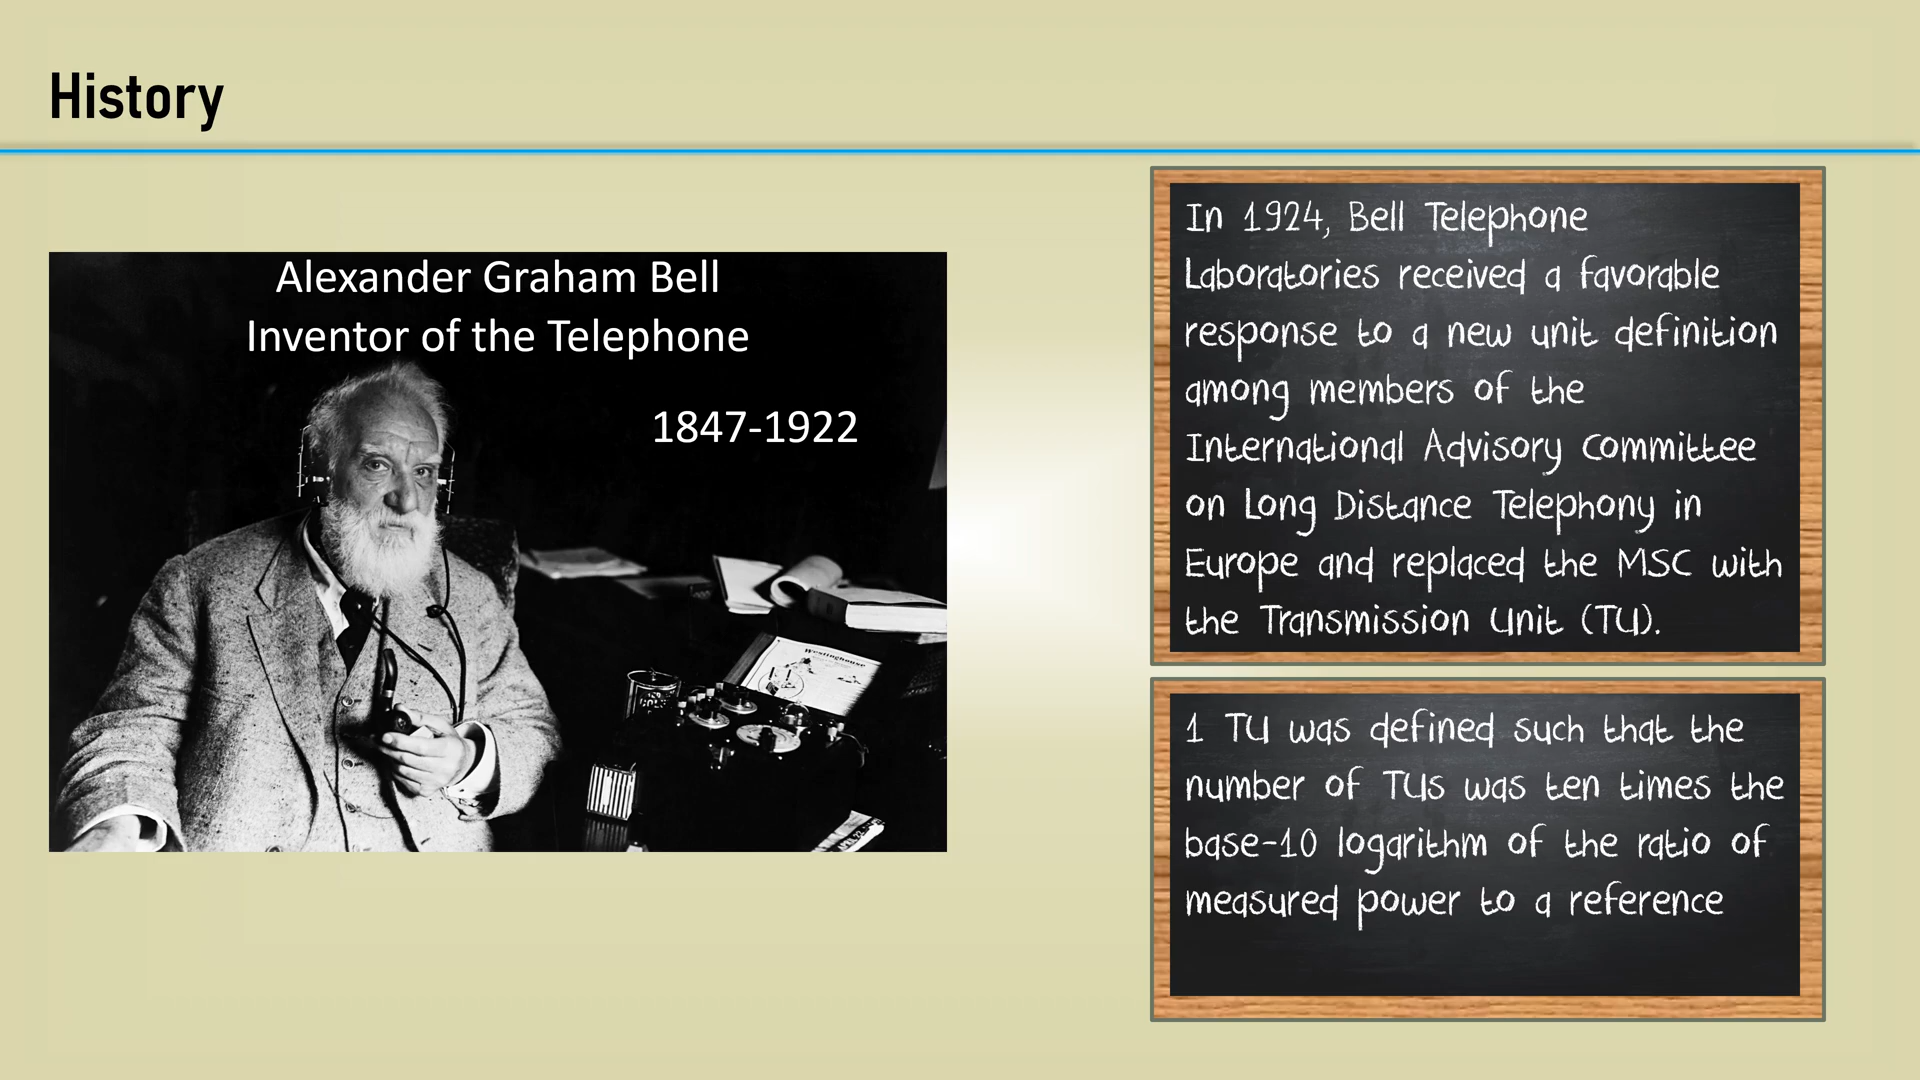 History
Alexander Graham Bell
Inventor of the Telephone
1847-1922
Westinghouse
In 1924, Bell Telephone
Laboratories received a favorable
response to a new unit definition
among members of the
International Advisory Committee
on Long Distance Telephony in
Europe and replaced the MSC with
the Transmission Unit (TU).
1 TU was defined such that the
number of TUs was ten times the
base-10 logarithm of the ratio of
measured power to a reference